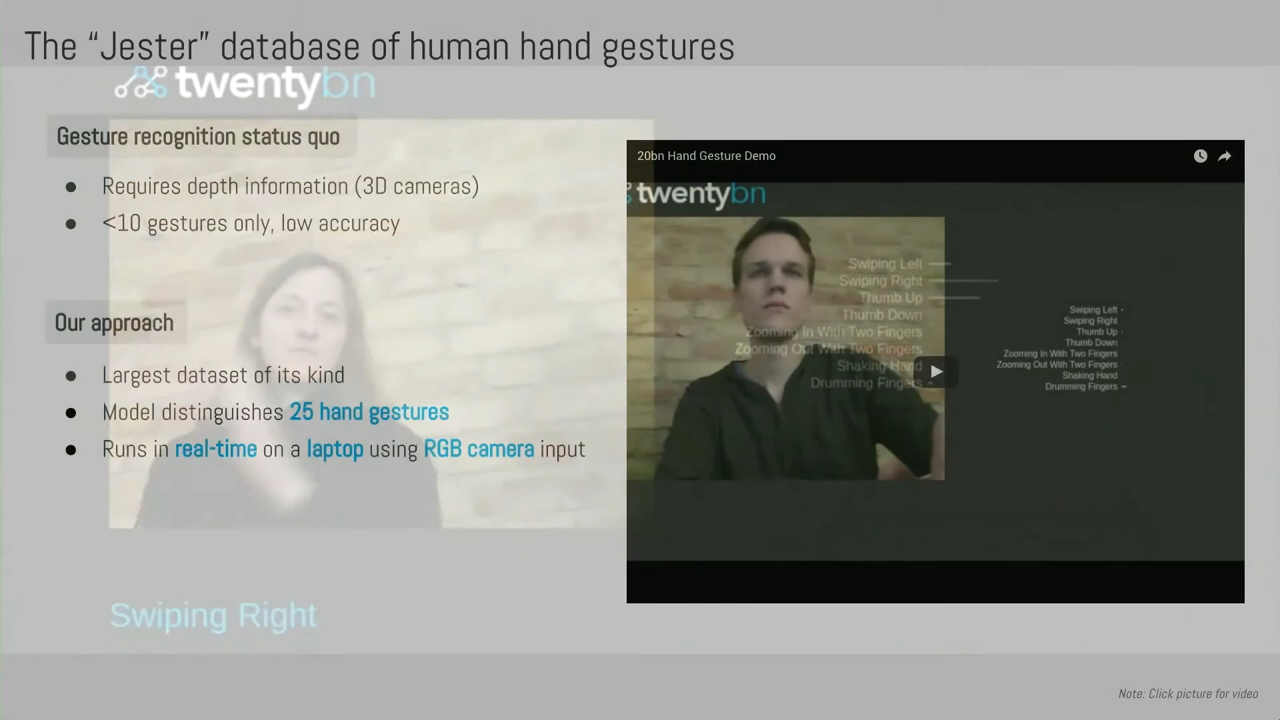 The “Jester” database of human hand gestures
twentybn
Gesture recognition status quo
● Requires depth information (3D cameras)
● <10 gestures only, low accuracy
Our approach
● Largest dataset of its kind
● Model distinguishes 25 hand gestures
● Runs in real-time on a laptop using RGB camera input
Swiping Right
20bn Hand Gesture Demo
twentybn
Swiping Left
Swiping Right
Thumb Up
Thumb Down
Zooming In With Two Fingers
Zooming Out With Two Fingers
Shaking Hand
Drumming Fingers
Swiping Left
Swiping Right
Thumb Up
Thumb Down
Zooming In With Two Fingers
Zooming Out With Two Fingers
Shaking Hand
Drumming Fingers
Note: Click picture for video